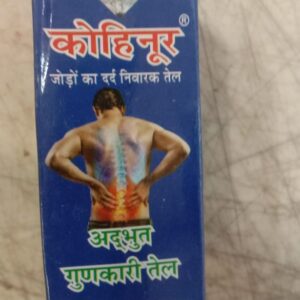 कोहिनूर®
जोड़ों का दर्द निवारक तेल
अद्भुत
गुणकारी तेल